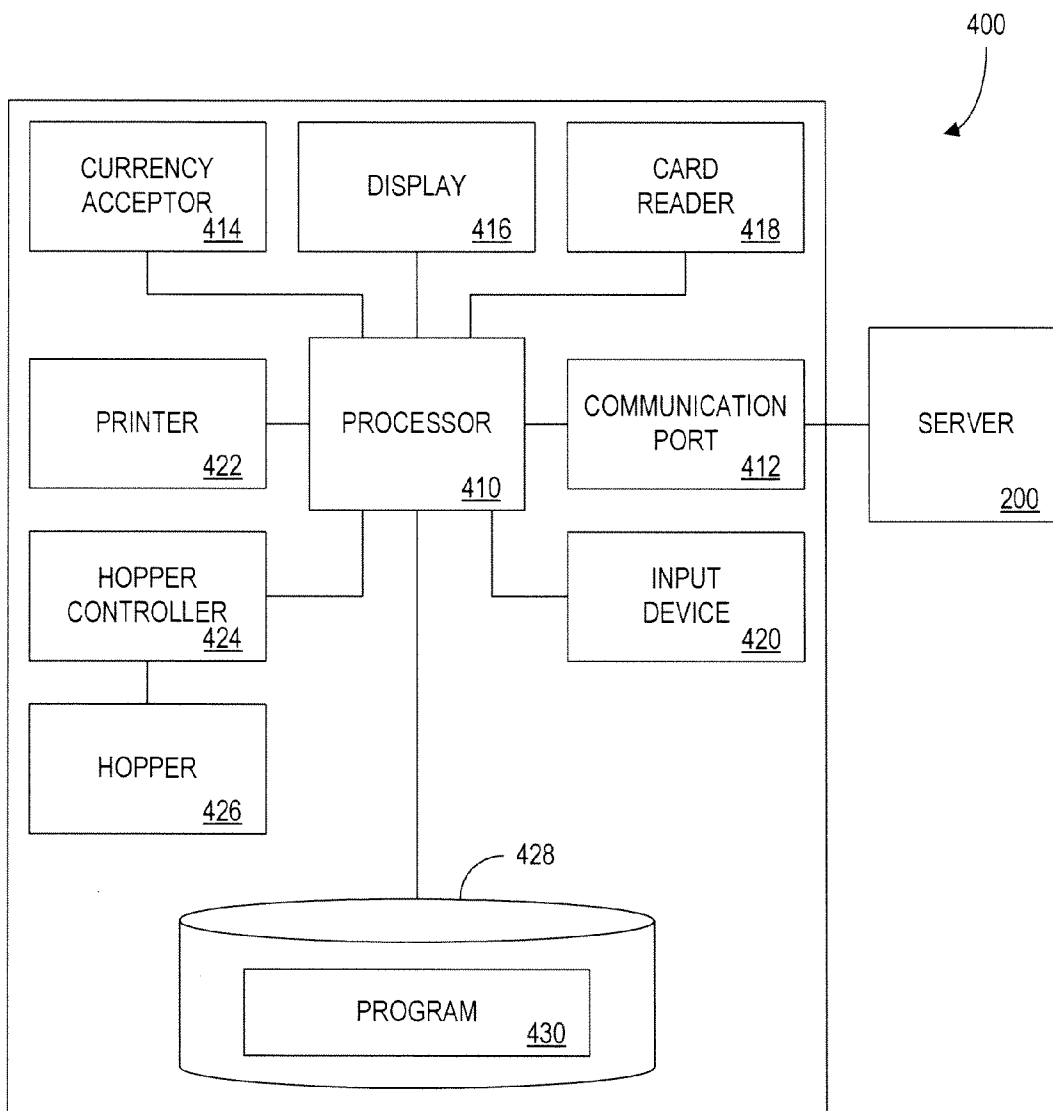 400
CURRENCY
ACCEPTOR
414
DISPLAY
416
CARD
READER
418
PRINTER
422
PROCESSOR
410
COMMUNICATION
PORT
412
SERVER
200
HOPPER
CONTROLLER
424
INPUT
DEVICE
420
HOPPER
426
428
PROGRAM
430